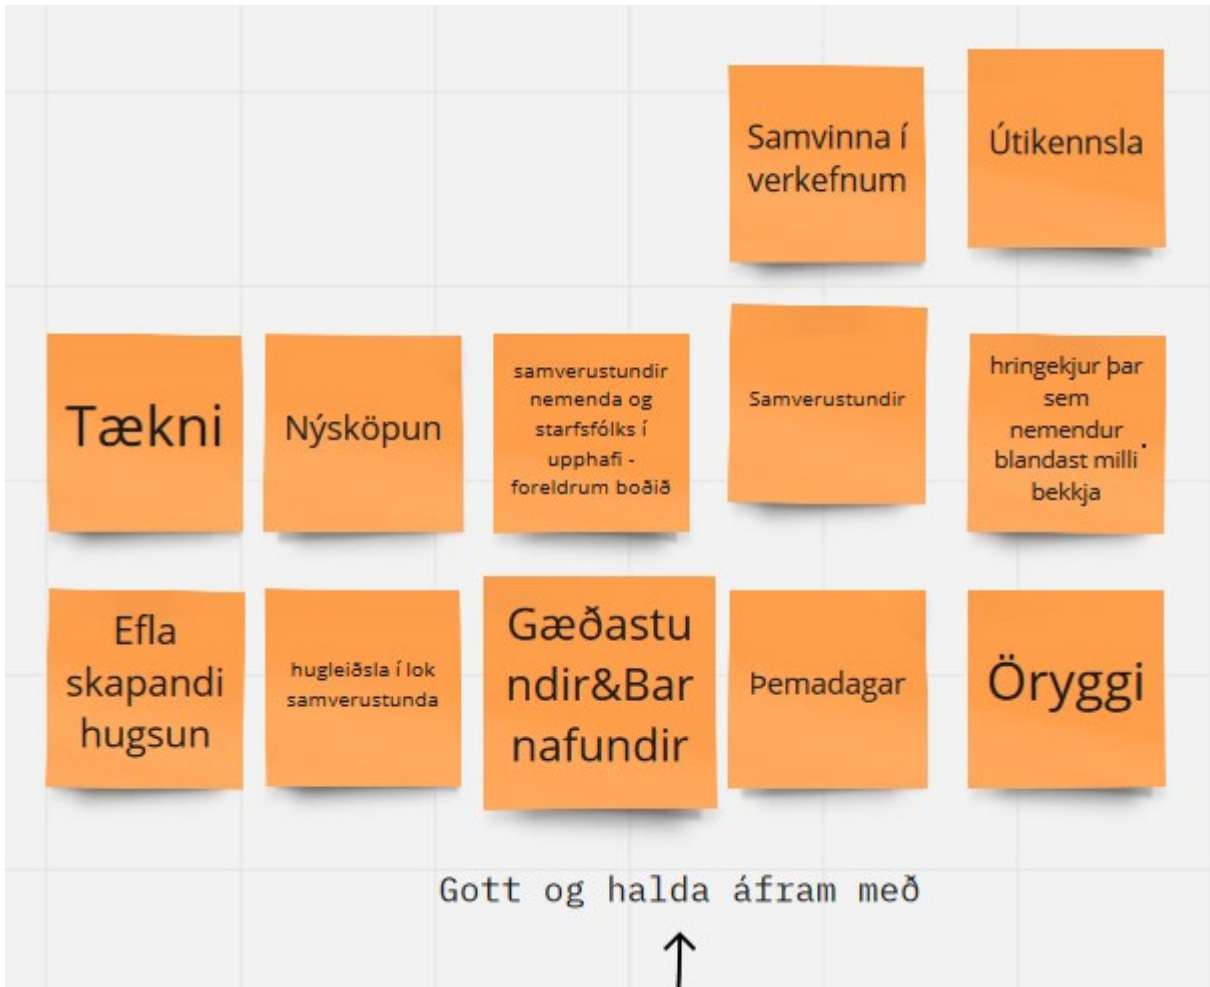 Samvinna í
verkefnum
Útikennsla
Tækni
Nýsköpun
samverustundir
nemenda og
starfsfólks í
upphafi -
foreldrum boðið
Samverustundir
hringekjur þar
sem
nemendur
blandast milli
bekkja
.
Efla
skapandi
hugsun
hugleiðsla í lok
samverustunda
Gæðastu
ndir&Bar
nafundir
Þemadagar
Öryggi
Gott og halda áfram með